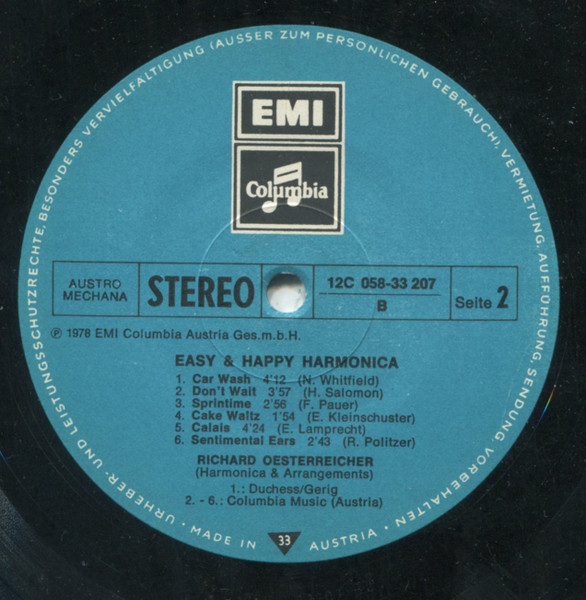 URHEBER- UND LEISTUNGSSCHUTZRECHTE, BESONDERS VERVIELFÄLTIGUNG (AUSSER ZUM PERSÖNLICHEN GEBRAUCH), VERMIETUNG, AUFFÜHRUNG, SENDUNG, VORBEHALTEN ·
EMI
Columbia
AUSTRO
MECHANA
STEREO
12C 058-33 207
B
Seite 2
℗ 1978 EMI Columbia Austria Ges.m.b.H.
EASY & HAPPY HARMONICA
1. Car Wash 4'12 (N. Whitfield)
2. Don't Wait 3'57 (H. Salomon)
3. Sprintime 2'56 (F. Pauer)
4. Cake Waltz 1'54 (E. Kleinschuster)
5. Calais 4'24 (E. Lamprecht)
6. Sentimental Ears 2'43 (R. Politzer)
RICHARD OESTERREICHER
(Harmonica & Arrangements)
1.: Duchess/Gerig
2. - 6.: Columbia Music (Austria)
MADE IN 33 AUSTRIA ·